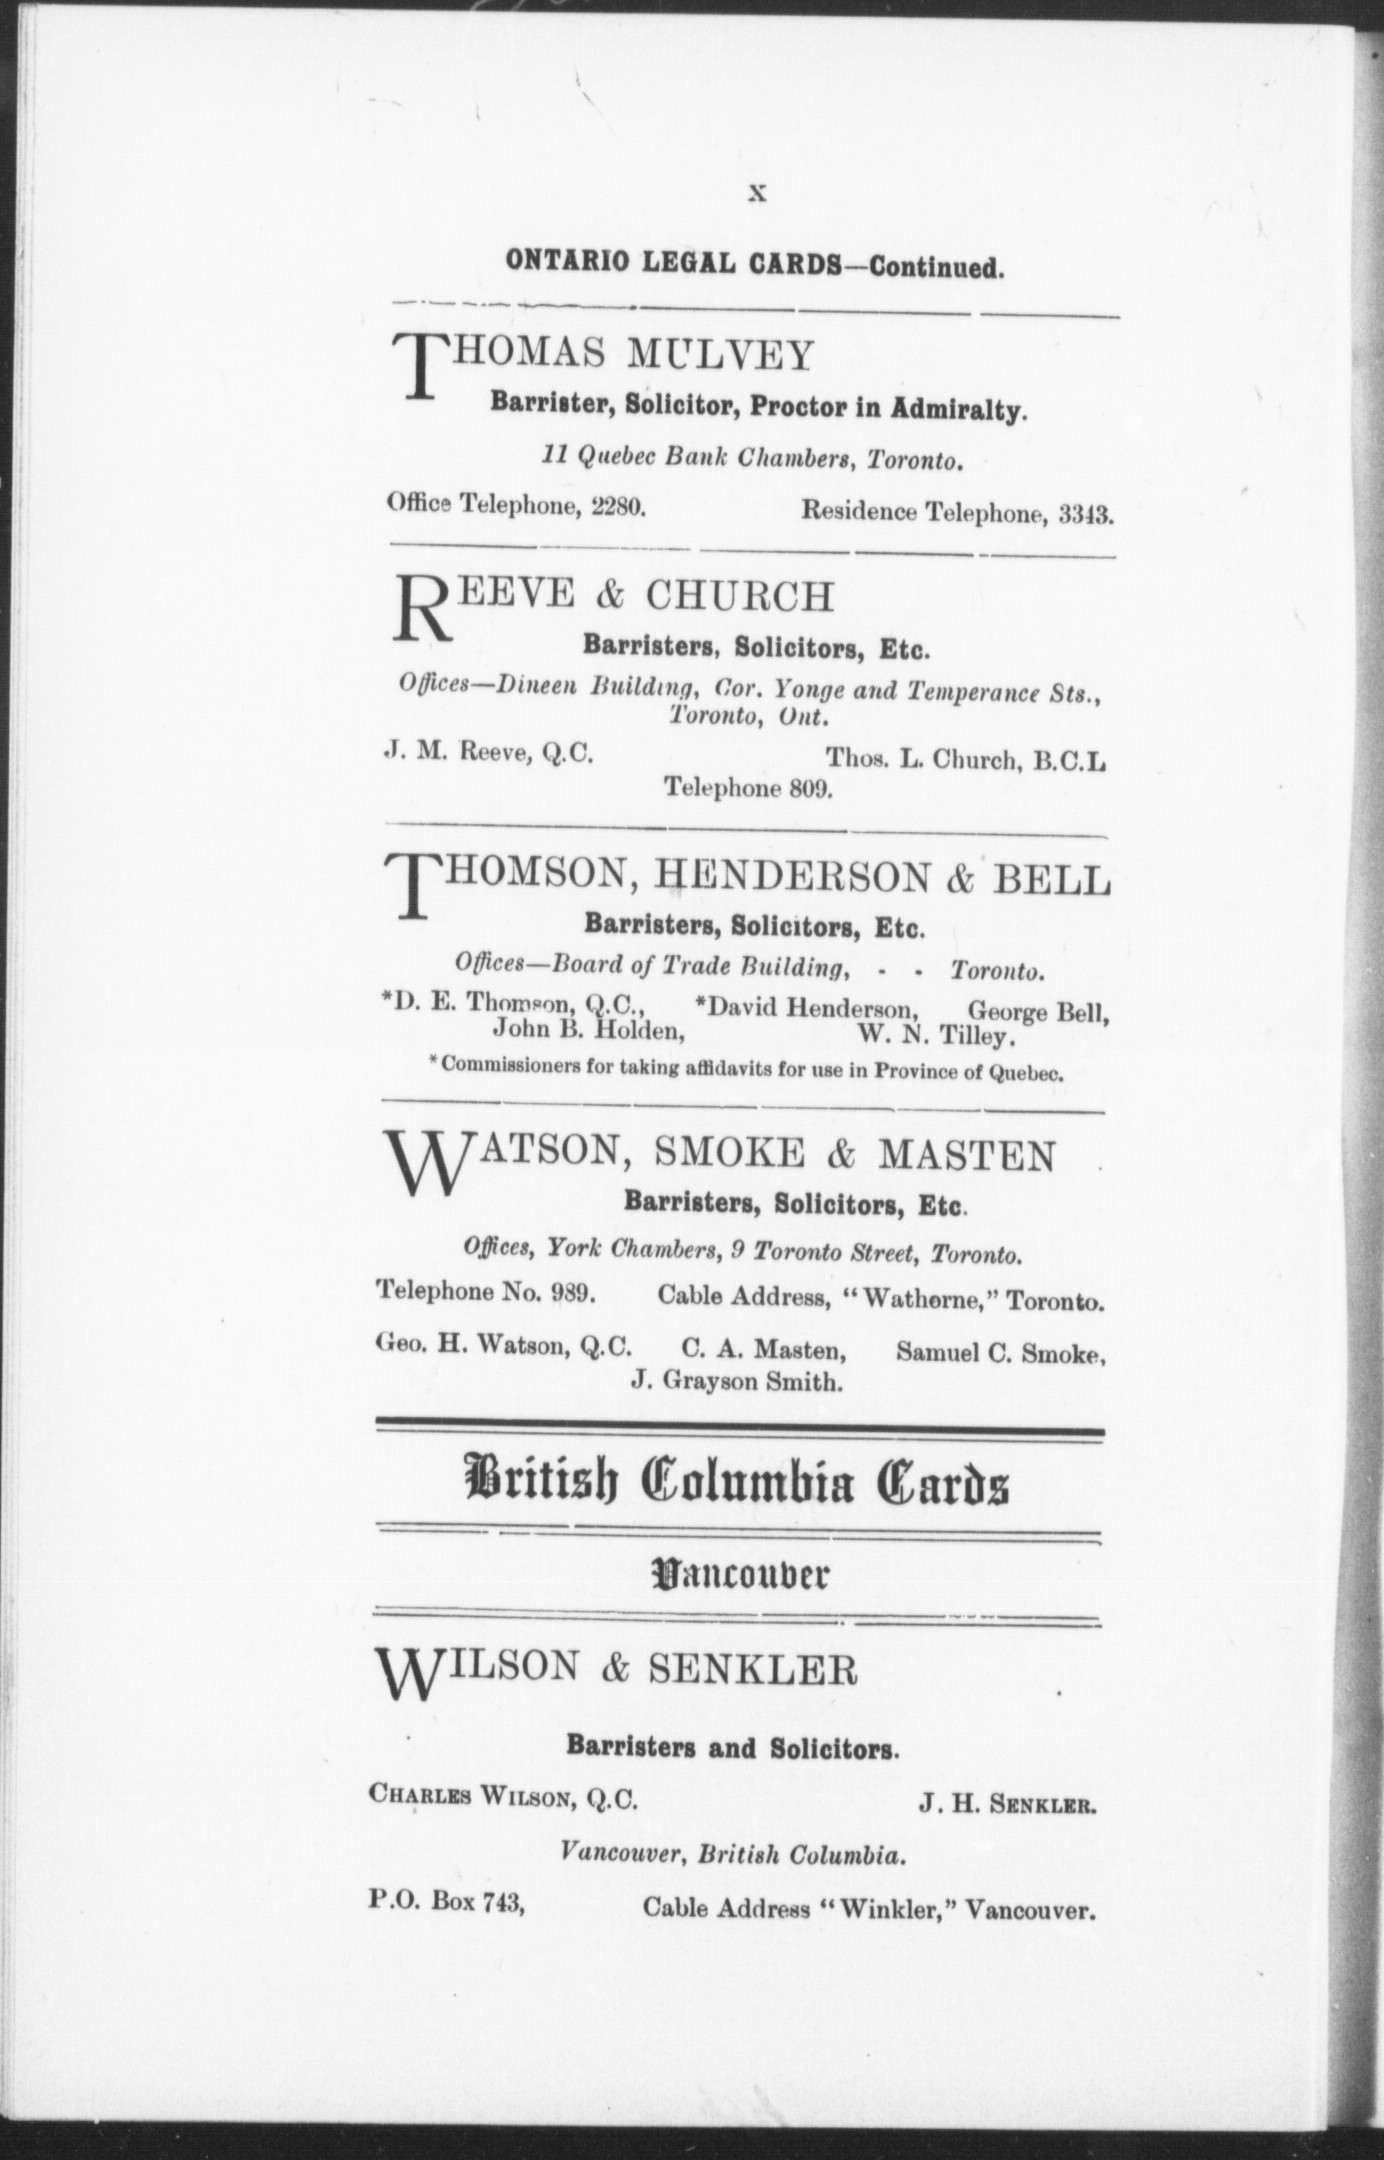 x
ONTARIO LEGAL CARDS—Continued.
THOMAS MULVEY
Barrister, Solicitor, Proctor in Admiralty.
11 Quebec Bank Chambers, Toronto.
Office Telephone, 2280. Residence Telephone, 3343.
REEVE & CHURCH
Barristers, Solicitors, Etc.
Offices—Dineen Building, Cor. Yonge and Temperance Sts.,
Toronto, Ont.
J. M. Reeve, Q.C. Thos. L. Church, B.C.L
Telephone 809.
THOMSON, HENDERSON & BELL
Barristers, Solicitors, Etc.
Offices—Board of Trade Building, - - Toronto.
*D. E. Thomson, Q.C., *David Henderson, George Bell,
John B. Holden, W. N. Tilley.
*Commissioners for taking affidavits for use in Province of Quebec.
WATSON, SMOKE & MASTEN
Barristers, Solicitors, Etc.
Offices, York Chambers, 9 Toronto Street, Toronto.
Telephone No. 989. Cable Address, "Wathorne," Toronto.
Geo. H. Watson, Q.C. C. A. Masten, Samuel C. Smoke,
J. Grayson Smith.
British Columbia Cards
Vancouver
WILSON & SENKLER
Barristers and Solicitors.
CHARLES WILSON, Q.C. J. H. SENKLER.
Vancouver, British Columbia.
P.O. Box 743, Cable Address "Winkler," Vancouver.